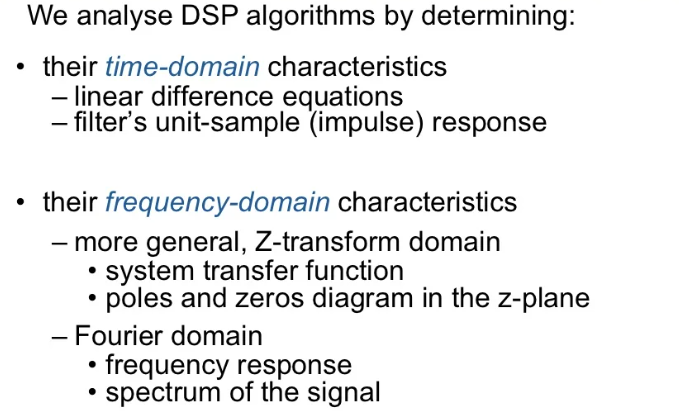 We analyse DSP algorithms by determining:
• their time-domain characteristics
– linear difference equations
– filter’s unit-sample (impulse) response
• their frequency-domain characteristics
– more general, Z-transform domain
• system transfer function
• poles and zeros diagram in the z-plane
– Fourier domain
• frequency response
• spectrum of the signal